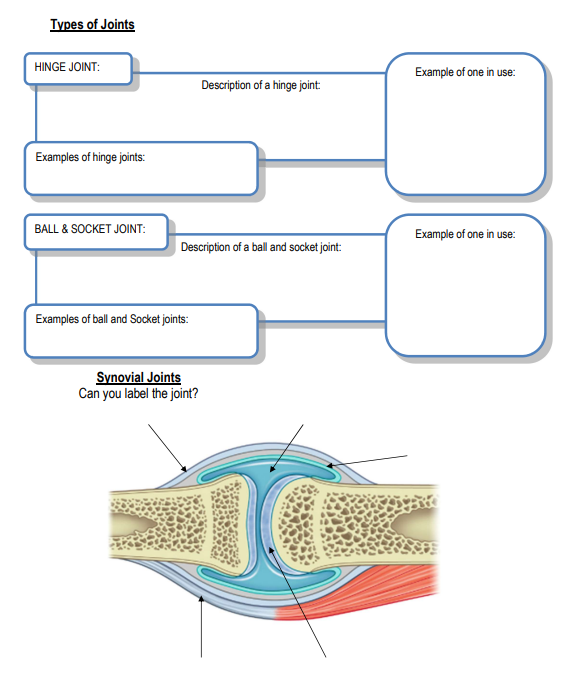 Types of Joints
HINGE JOINT:
Description of a hinge joint:
Example of one in use:
Examples of hinge joints:
BALL & SOCKET JOINT:
Description of a ball and socket joint:
Example of one in use:
Examples of ball and Socket joints:
Synovial Joints
Can you label the joint?